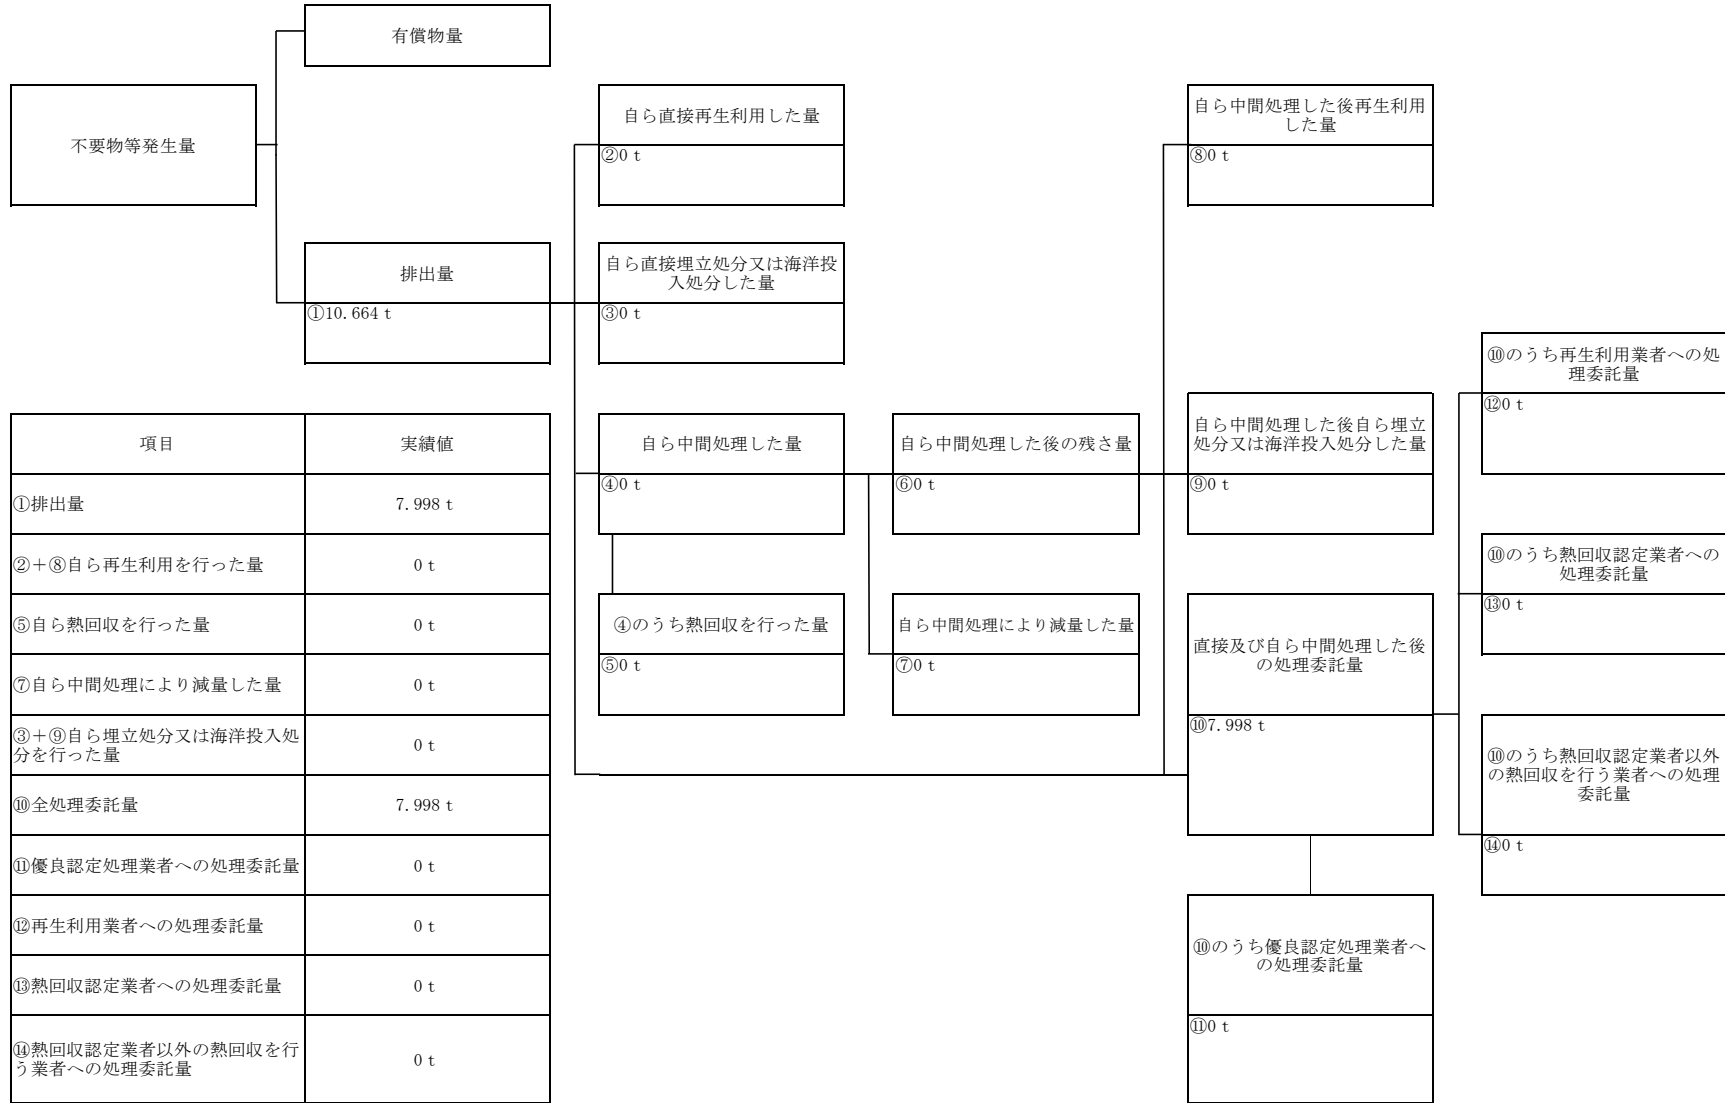 有償物量
不要物等発生量
自ら直接再生利用した量
②0 t
自ら中間処理した後再生利用
した量
⑧0 t
排出量
①10.664 t
自ら直接埋立処分又は海洋投
入処分した量
③0 t
⑩のうち再生利用業者への処
理委託量
⑫0 t
項目
実績値
①排出量
7.998 t
②+⑧自ら再生利用を行った量
0 t
⑤自ら熱回収を行った量
0 t
⑦自ら中間処理により減量した量
0 t
③+⑨自ら埋立処分又は海洋投入処
分を行った量
0 t
⑩全処理委託量
7.998 t
⑪優良認定処理業者への処理委託量
0 t
⑫再生利用業者への処理委託量
0 t
⑬熱回収認定業者への処理委託量
0 t
⑭熱回収認定業者以外の熱回収を行
う業者への処理委託量
0 t
自ら中間処理した量
④0 t
自ら中間処理した後の残さ量
⑥0 t
自ら中間処理した後自ら埋立
処分又は海洋投入処分した量
⑨0 t
④のうち熱回収を行った量
⑤0 t
自ら中間処理により減量した量
⑦0 t
直接及び自ら中間処理した後
の処理委託量
⑩7.998 t
⑩のうち熱回収認定業者への
処理委託量
⑬0 t
⑩のうち熱回収認定業者以外
の熱回収を行う業者への処理
委託量
⑭0 t
⑩のうち優良認定処理業者へ
の処理委託量
⑪0 t